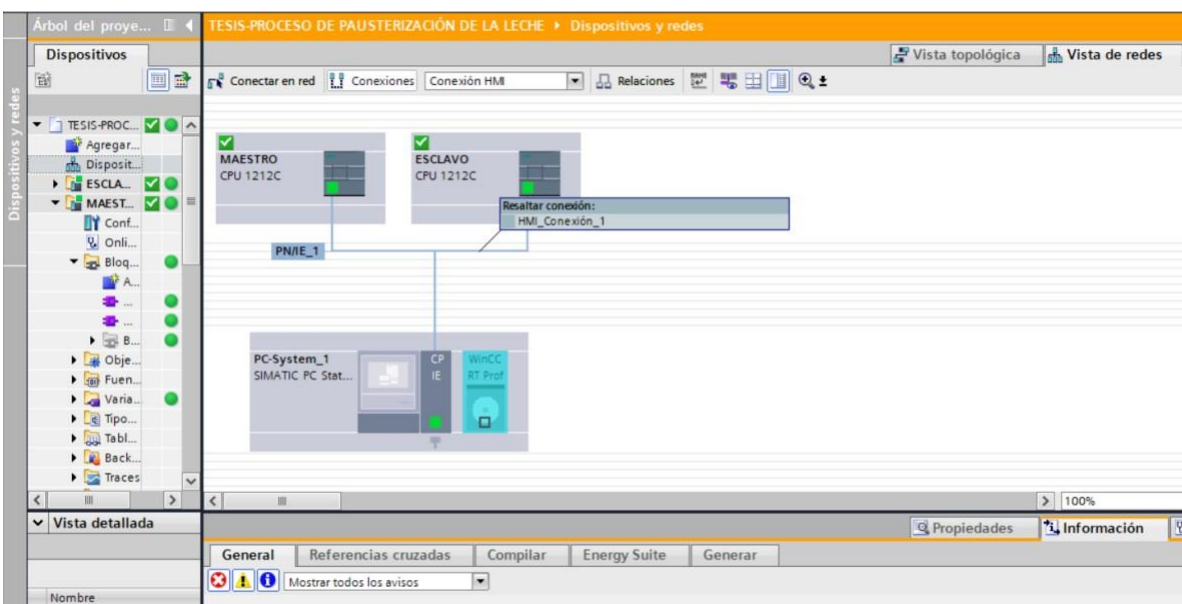 Árbol del proye...
TESIS-PROCESO DE PAUSTERIZACIÓN DE LA LECHE ▸ Dispositivos y redes
Dispositivos
Vista topológica
Vista de redes
Conectar en red
Conexiones
Conexión HMI
Relaciones
Dispositivos y redes
TESIS-PROC...
Agregar...
Disposit...
ESCLA...
MAEST...
Conf...
Onli...
Bloq...
A...
...
...
B...
Obje...
Fuen...
Varia...
Tipo...
Tabl...
Back...
Traces
MAESTRO
CPU 1212C
ESCLAVO
CPU 1212C
Resaltar conexión:
HMI_Conexión_1
PN/IE_1
PC-System_1
SIMATIC PC Stat...
CP
IE
WinCC
RT Prof
100%
Vista detallada
Nombre
Propiedades
Información
General
Referencias cruzadas
Compilar
Energy Suite
Generar
Mostrar todos los avisos